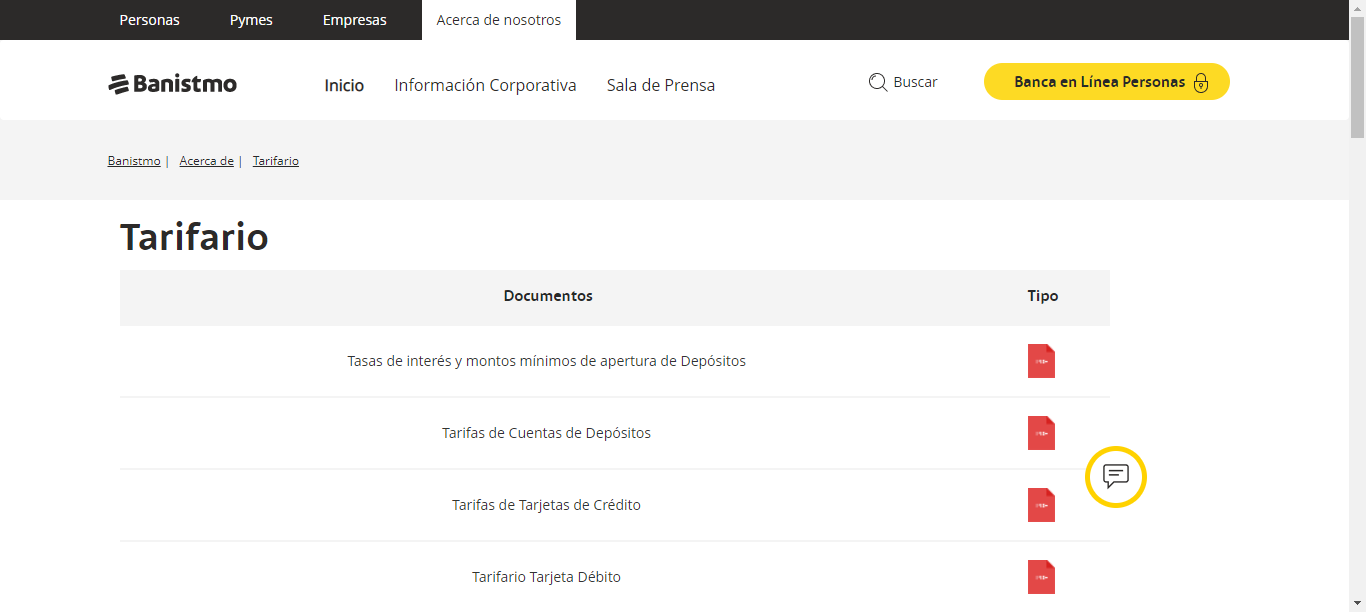 Personas Pymes Empresas Acerca de nosotros
Banistmo Inicio Información Corporativa Sala de Prensa Buscar Banca en Línea Personas
Banistmo | Acerca de | Tarifario
Tarifario
Documentos Tipo
Tasas de interés y montos mínimos de apertura de Depósitos
Tarifas de Cuentas de Depósitos
Tarifas de Tarjetas de Crédito
Tarifario Tarjeta Débito